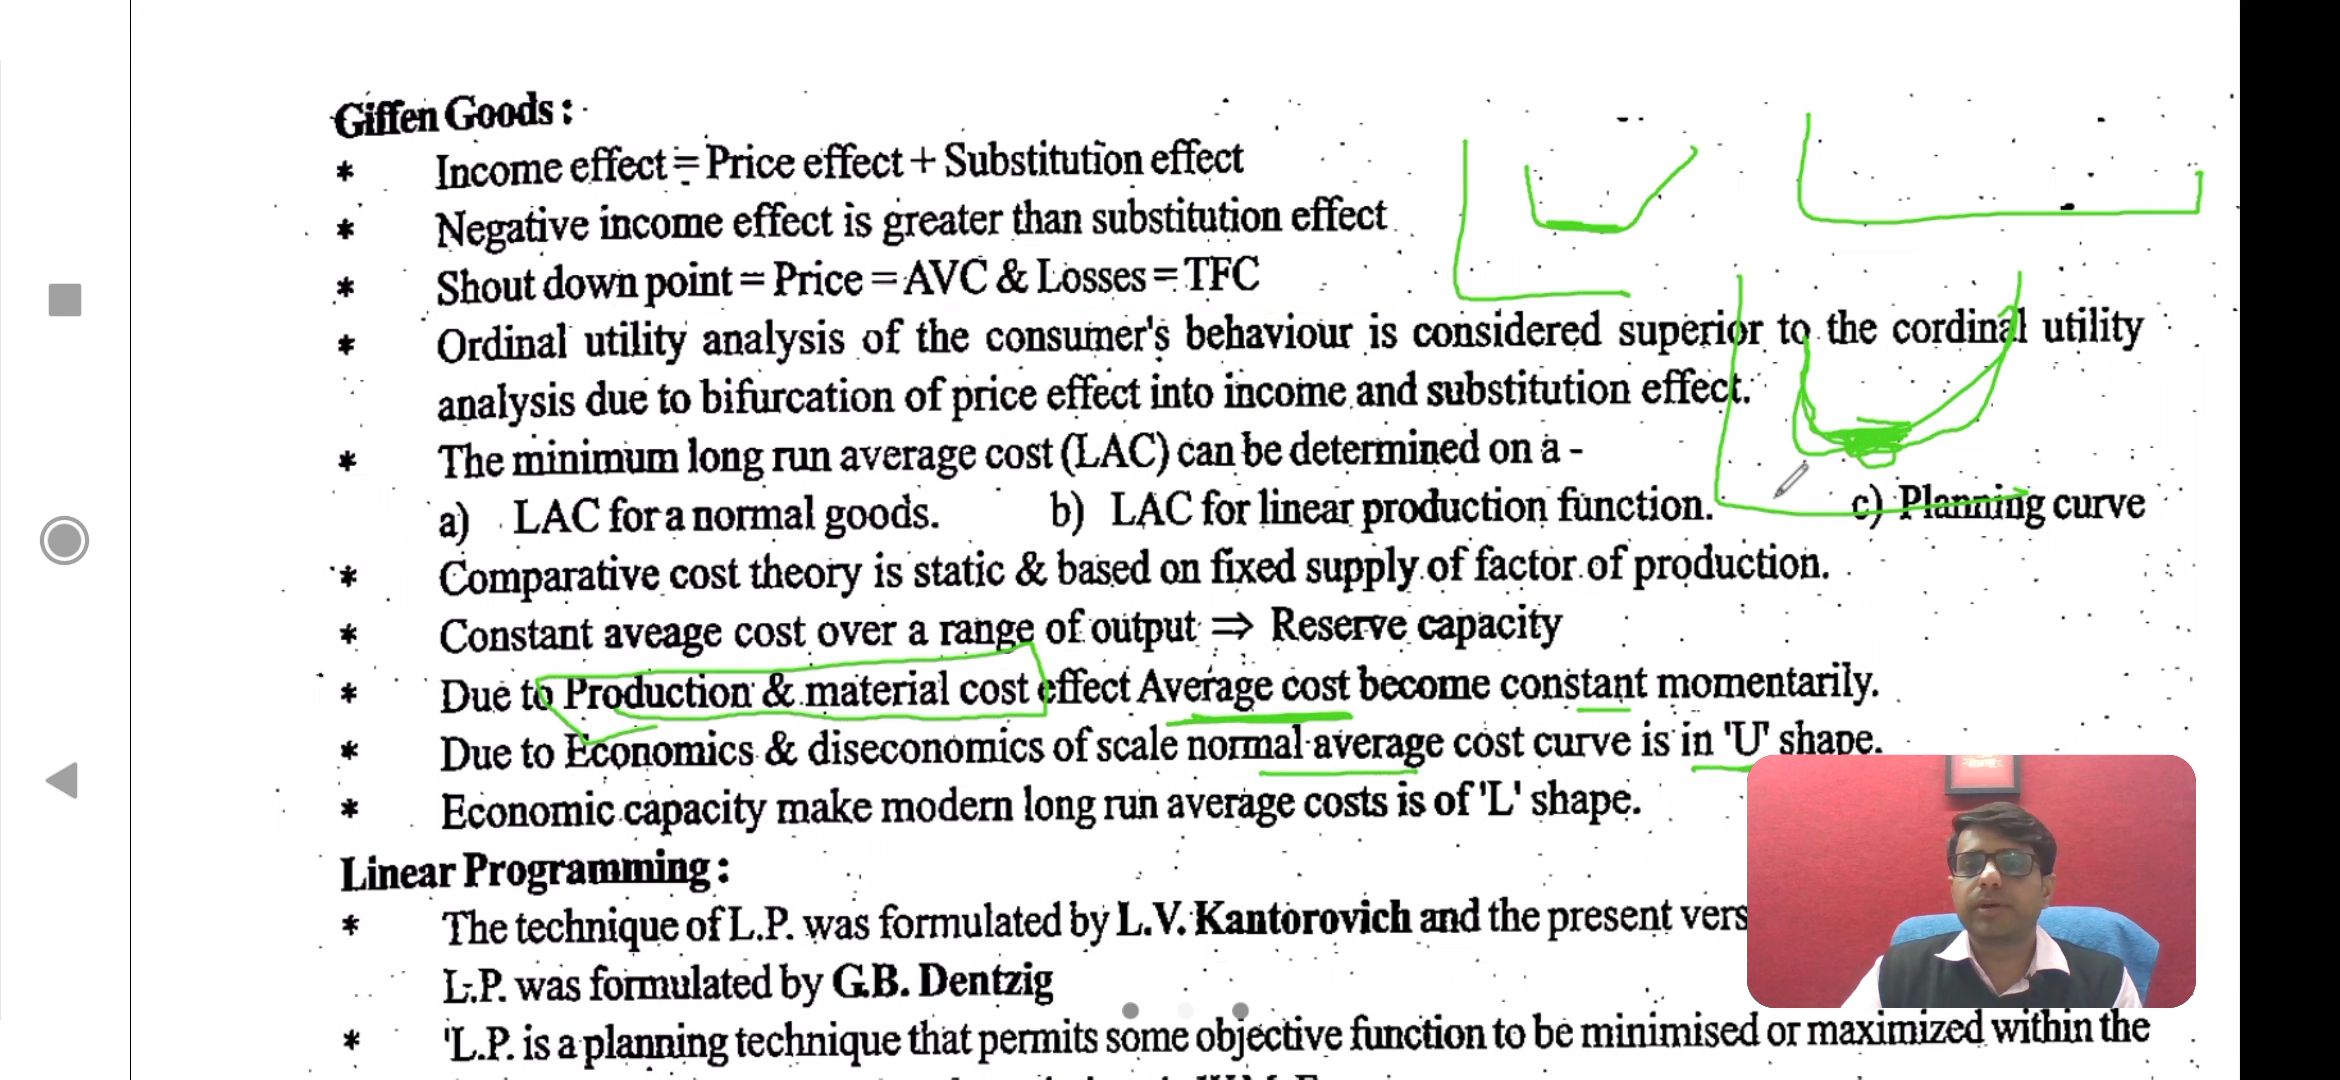 Giffen Goods :
* Income effect = Price effect + Substitution effect
* Negative income effect is greater than substitution effect
* Shout down point = Price = AVC & Losses = TFC
* Ordinal utility analysis of the consumer's behaviour is considered superior to the cordinal utility
analysis due to bifurcation of price effect into income and substitution effect.
* The minimum long run average cost (LAC) can be determined on a -
a) LAC for a normal goods. b) LAC for linear production function. c) Planning curve
* Comparative cost theory is static & based on fixed supply of factor of production.
* Constant aveage cost over a range of output ⇒ Reserve capacity
* Due to Production & material cost effect Average cost become constant momentarily.
* Due to Economics & diseconomics of scale normal average cost curve is in 'U' shape.
* Economic capacity make modern long run average costs is of 'L' shape.
Linear Programming :
* The technique of L.P. was formulated by L.V. Kantorovich and the present vers
L.P. was formulated by G.B. Dentzig
* 'L.P. is a planning technique that permits some objective function to be minimised or maximized within the